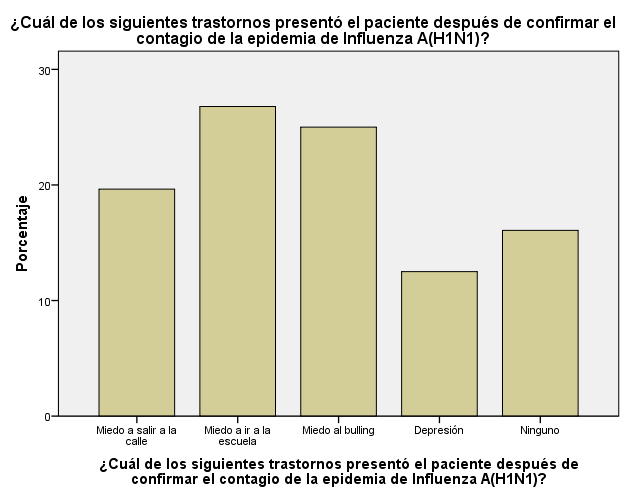 ¿Cuál de los siguientes trastornos presentó el paciente después de confirmar el
contagio de la epidemia de Influenza A(H1N1)?
30
20
10
0
Porcentaje
Miedo a salir a la
calle
Miedo a ir a la
escuela
Miedo al bulling
Depresión
Ninguno
¿Cuál de los siguientes trastornos presentó el paciente después de
confirmar el contagio de la epidemia de Influenza A(H1N1)?